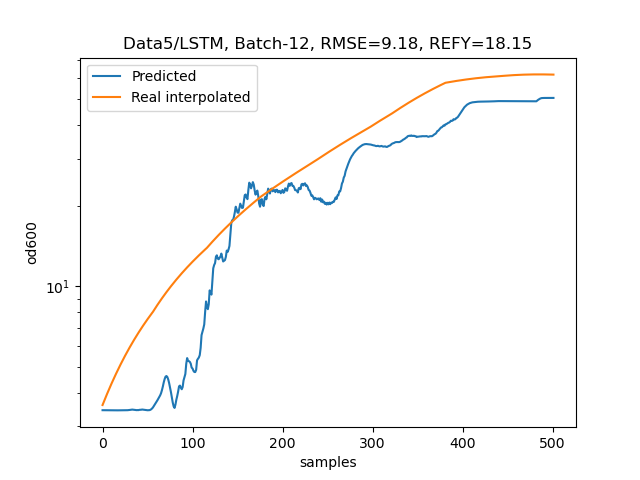 Data5/LSTM, Batch-12, RMSE=9.18, REFY=18.15
Predicted
Real interpolated
od600
10¹
0 100 200 300 400 500
samples